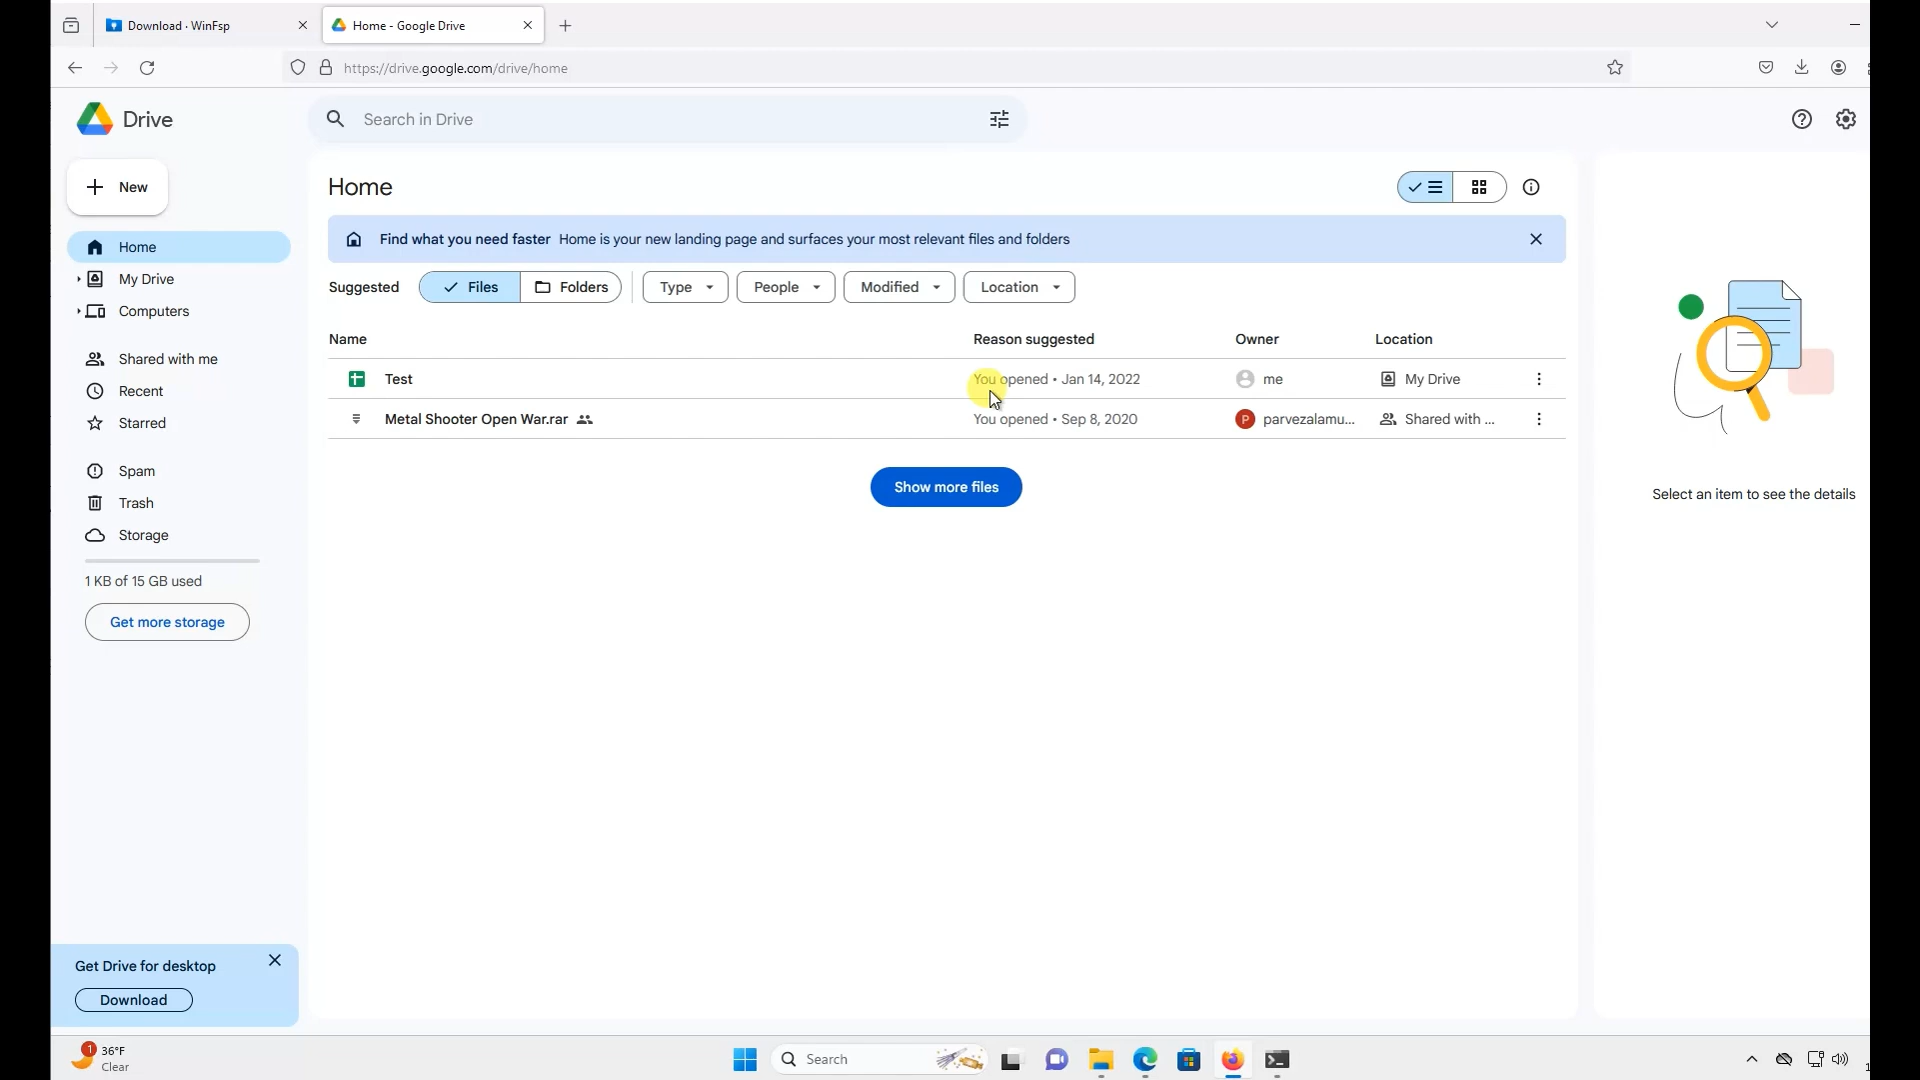 Download · WinFsp
Home - Google Drive
https://drive.google.com/drive/home
Drive
Search in Drive
New
Home
My Drive
Computers
Shared with me
Recent
Starred
Spam
Trash
Storage
1 KB of 15 GB used
Get more storage
Get Drive for desktop
Download
Home
Find what you need faster Home is your new landing page and surfaces your most relevant files and folders
Suggested Files Folders Type People Modified Location
Name Reason suggested Owner Location
Test You opened • Jan 14, 2022 me My Drive
Metal Shooter Open War.rar You opened • Sep 8, 2020 P parvezalamu... Shared with ...
Show more files
Select an item to see the details
1 36°F
Clear
Search